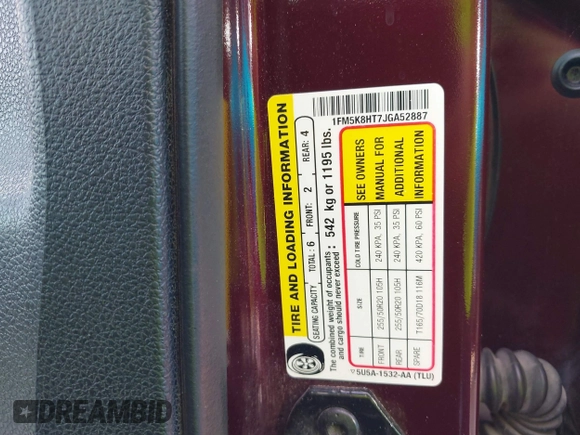 1FM5K8HT7JGA52887
TIRE AND LOADING INFORMATION
SEATING CAPACITY TOTAL: 6 FRONT: 2 REAR: 4
The combined weight of occupants and cargo should never exceed: 542 kg or 1195 lbs.
TIRE SIZE COLD TIRE PRESSURE SEE OWNERS
FRONT 255/50R20 105H 240 KPA, 35 PSI MANUAL FOR
REAR 255/50R20 105H 240 KPA, 35 PSI ADDITIONAL
SPARE T165/70D18 116M 420 KPA, 60 PSI INFORMATION
5U5A-1532-AA (TLU)
DREAMBID